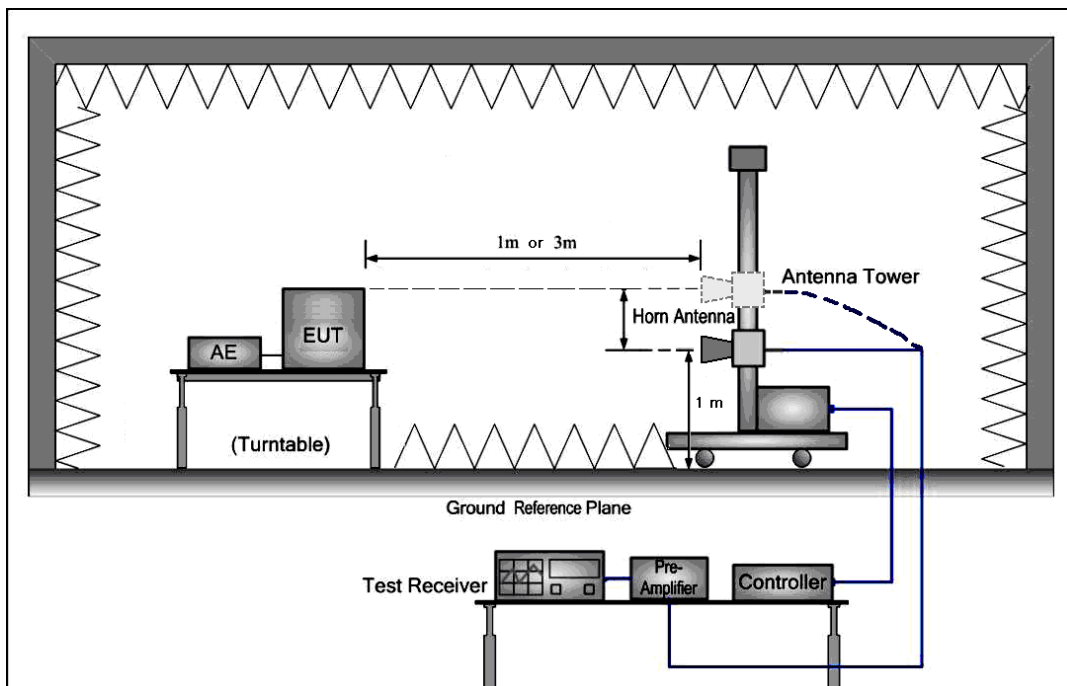 1m or 3m
Antenna Tower
Horn Antenna
EUT
AE
1 m
(Turntable)
Ground Reference Plane
Test Receiver
Pre-
Amplifier
Controller